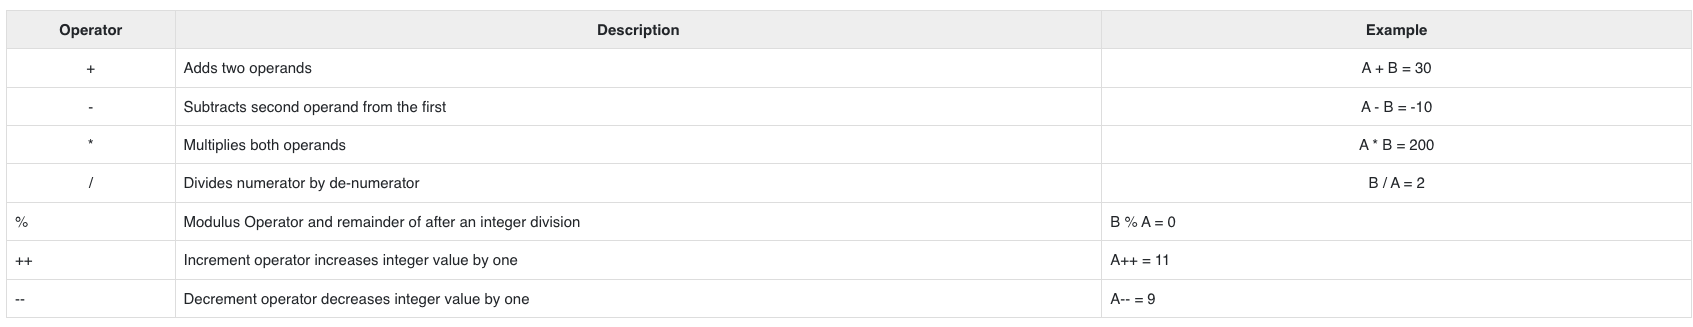 Operator Description Example
+ Adds two operands A + B = 30
- Subtracts second operand from the first A - B = -10
* Multiplies both operands A * B = 200
/ Divides numerator by de-numerator B / A = 2
% Modulus Operator and remainder of after an integer division B % A = 0
++ Increment operator increases integer value by one A++ = 11
-- Decrement operator decreases integer value by one A-- = 9